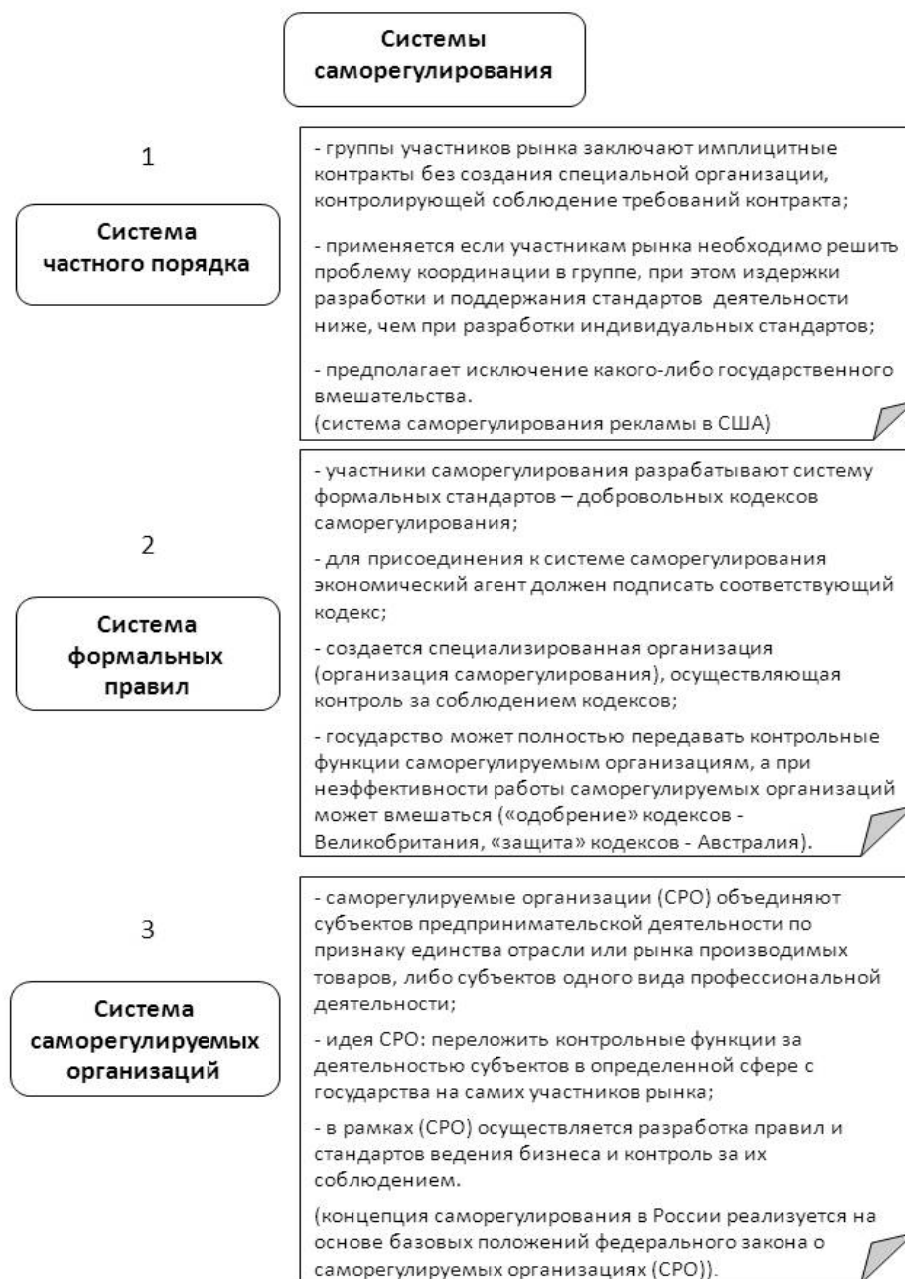 Системы
саморегулирования
1
Система
частного порядка
- группы участников рынка заключают имплицитные
контракты без создания специальной организации,
контролирующей соблюдение требований контракта;
- применяется если участникам рынка необходимо решить
проблему координации в группе, при этом издержки
разработки и поддержания стандартов деятельности
ниже, чем при разработки индивидуальных стандартов;
- предполагает исключение какого-либо государственного
вмешательства.
(система саморегулирования рекламы в США)
2
Система
формальных
правил
- участники саморегулирования разрабатывают систему
формальных стандартов – добровольных кодексов
саморегулирования;
- для присоединения к системе саморегулирования
экономический агент должен подписать соответствующий
кодекс;
- создается специализированная организация
(организация саморегулирования), осуществляющая
контроль за соблюдением кодексов;
- государство может полностью передавать контрольные
функции саморегулируемым организациям, а при
неэффективности работы саморегулируемых организаций
может вмешаться («одобрение» кодексов -
Великобритания, «защита» кодексов - Австралия).
3
Система
саморегулируемых
организаций
- саморегулируемые организации (СРО) объединяют
субъектов предпринимательской деятельности по
признаку единства отрасли или рынка производимых
товаров, либо субъектов одного вида профессиональной
деятельности;
- идея СРО: переложить контрольные функции за
деятельностью субъектов в определенной сфере с
государства на самих участников рынка;
- в рамках (СРО) осуществляется разработка правил и
стандартов ведения бизнеса и контроль за их
соблюдением.
(концепция саморегулирования в России реализуется на
основе базовых положений федерального закона о
саморегулируемых организациях (СРО)).